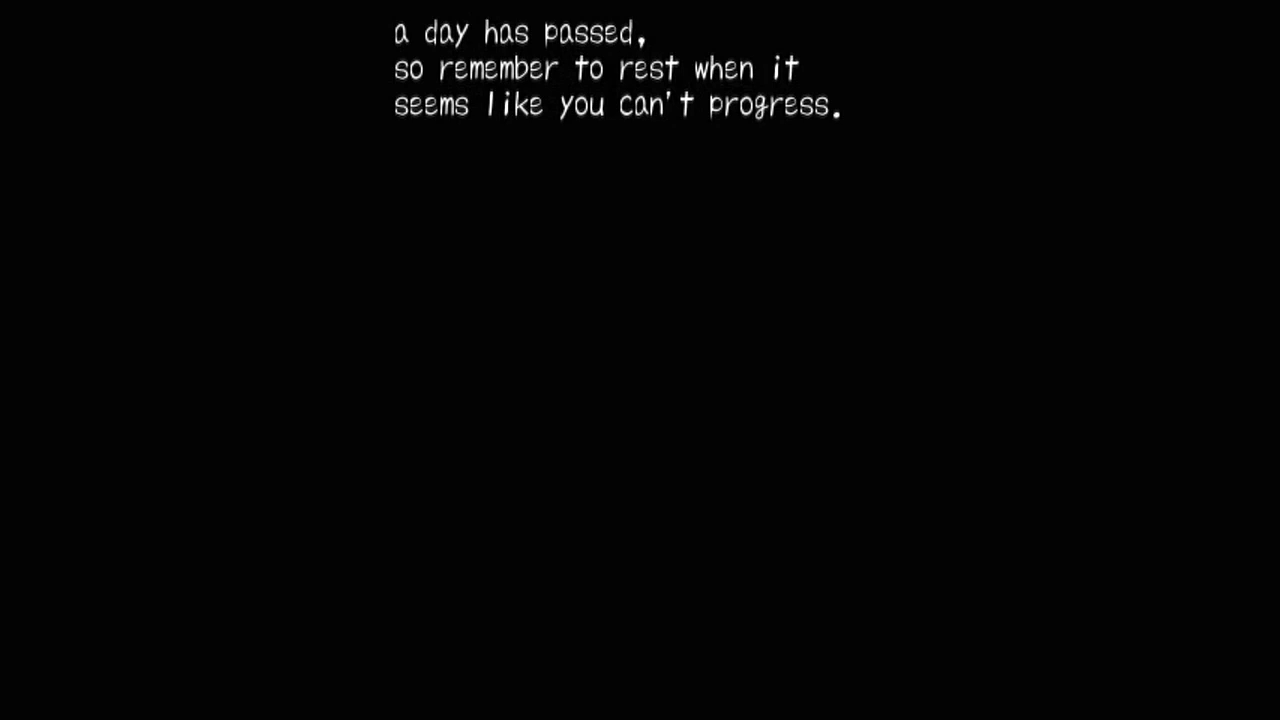 a day has passed,
so remember to rest when it
seems like you can't progress.